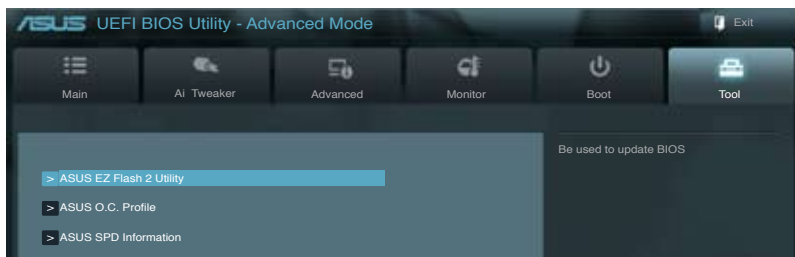 ASUS UEFI BIOS Utility - Advanced Mode
Exit
Main
Ai Tweaker
Advanced
Monitor
Boot
Tool
Be used to update BIOS
> ASUS EZ Flash 2 Utility
> ASUS O.C. Profile
> ASUS SPD Information